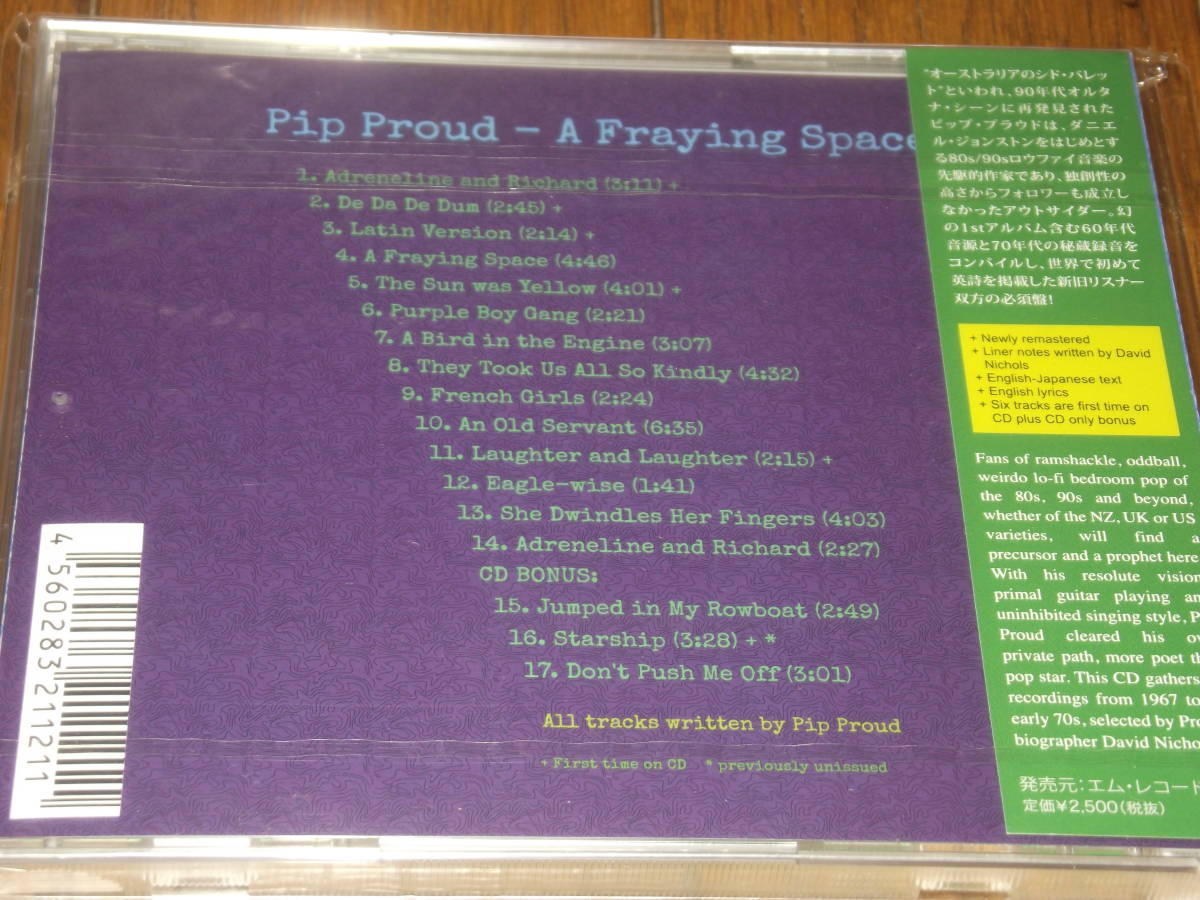 Pip Proud - A Fraying Space
1. Adreneline and Richard (3:11) +
2. De Da De Dum (2:45) +
3. Latin Version (2:14) +
4. A Fraying Space (4:46)
5. The Sun was Yellow (4:01) +
6. Purple Boy Gang (2:21)
7. A Bird in the Engine (3:07)
8. They Took Us All So Kindly (4:32)
9. French Girls (2:24)
10. An Old Servant (6:35)
11. Laughter and Laughter (2:15) +
12. Eagle-wise (1:41)
13. She Dwindles Her Fingers (4:03)
14. Adreneline and Richard (2:27)
CD BONUS:
15. Jumped in My Rowboat (2:49)
16. Starship (3:28) + *
17. Don't Push Me Off (3:01)
All tracks written by Pip Proud
+ First time on CD * previously unissued
4 560283 211211
"オーストラリアのシド・バレッ
ト"といわれ、90年代オルタ
ナ・シーンに再発見された
ピップ・プラウドは、ダニエ
ル・ジョンストンをはじめとす
る80s/90sロウファイ音楽の
先駆的作家であり、独創性の
高さからフォロワーも成立し
なかったアウトサイダー。幻
の1stアルバム含む60年代
音源と70年代の秘蔵録音を
コンパイルし、世界で初めて
英詩を掲載した新旧リスナー
双方の必須盤!
+ Newly remastered
+ Liner notes written by David
Nichols
+ English-Japanese text
+ English lyrics
+ Six tracks are first time on
CD plus CD only bonus
Fans of ramshackle, oddball,
weirdo lo-fi bedroom pop of
the 80s, 90s and beyond,
whether of the NZ, UK or US
varieties, will find a
precursor and a prophet here
With his resolute vision
primal guitar playing an
uninhibited singing style, P
Proud cleared his o
private path, more poet th
pop star. This CD gathers
recordings from 1967 to
early 70s, selected by Pro
biographer David Nicho
発売元:エム・レコード
定価¥2,500(税抜)